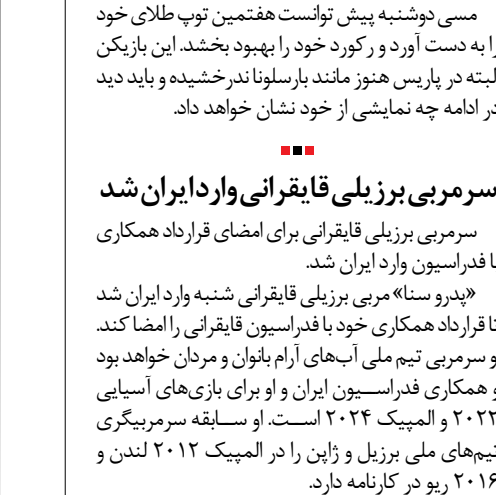 مسی دوشنبه پیش توانست هفتمین توپ طلای خود
را به دست آورد و رکورد خود را بهبود بخشد. این بازیکن
البته در پاریس هنوز مانند بارسلونا ندرخشیده و باید دید
در ادامه چه نمایشی از خود نشان خواهد داد.
سرمربی برزیلی قایقرانی وارد ایران شد
سرمربی برزیلی قایقرانی برای امضای قرارداد همکاری
با فدراسیون وارد ایران شد.
«پدرو سنا» مربی برزیلی قایقرانی شنبه وارد ایران شد
تا قرارداد همکاری خود با فدراسیون قایقرانی را امضا کند.
و سرمربی تیم ملی آب‌های آرام بانوان و مردان خواهد بود
و همکاری فدراسیون ایران و او برای بازی‌های آسیایی
۲۰۲۲ و المپیک ۲۰۲۴ است. او سابقه سرمربیگری
تیم‌های ملی برزیل و ژاپن را در المپیک ۲۰۱۲ لندن و
۲۰۱۶ ریو در کارنامه دارد.